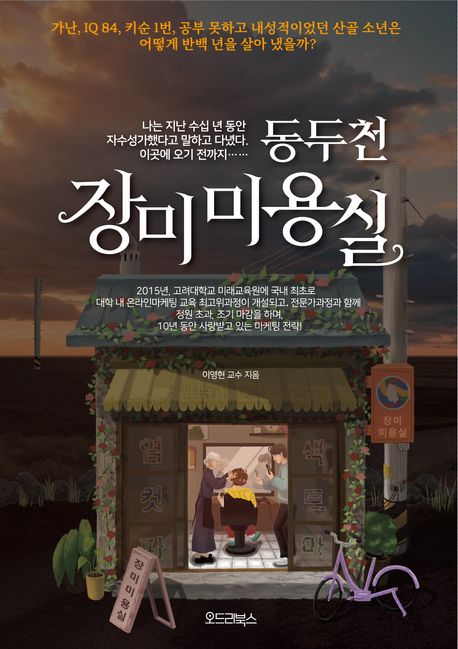 가난, IQ 84, 키순 1번, 공부 못하고 내성적이었던 산골 소년은
어떻게 반백 년을 살아 냈을까?
나는 지난 수십 년 동안
자수성가했다고 말하고 다녔다.
이곳에 오기 전까지……
동두천
장미 미용실
2015년, 고려대학교 미래교육원에 국내 최초로
대학 내 온라인마케팅 교육 최고위과정이 개설되고, 전문가과정과 함께
정원 초과, 조기 마감을 하며,
10년 동안 사랑받고 있는 마케팅 전략!
이영현 교수 지음
장미
미용실
염 색
컷 트
파 마
장미미용실
오드리북스